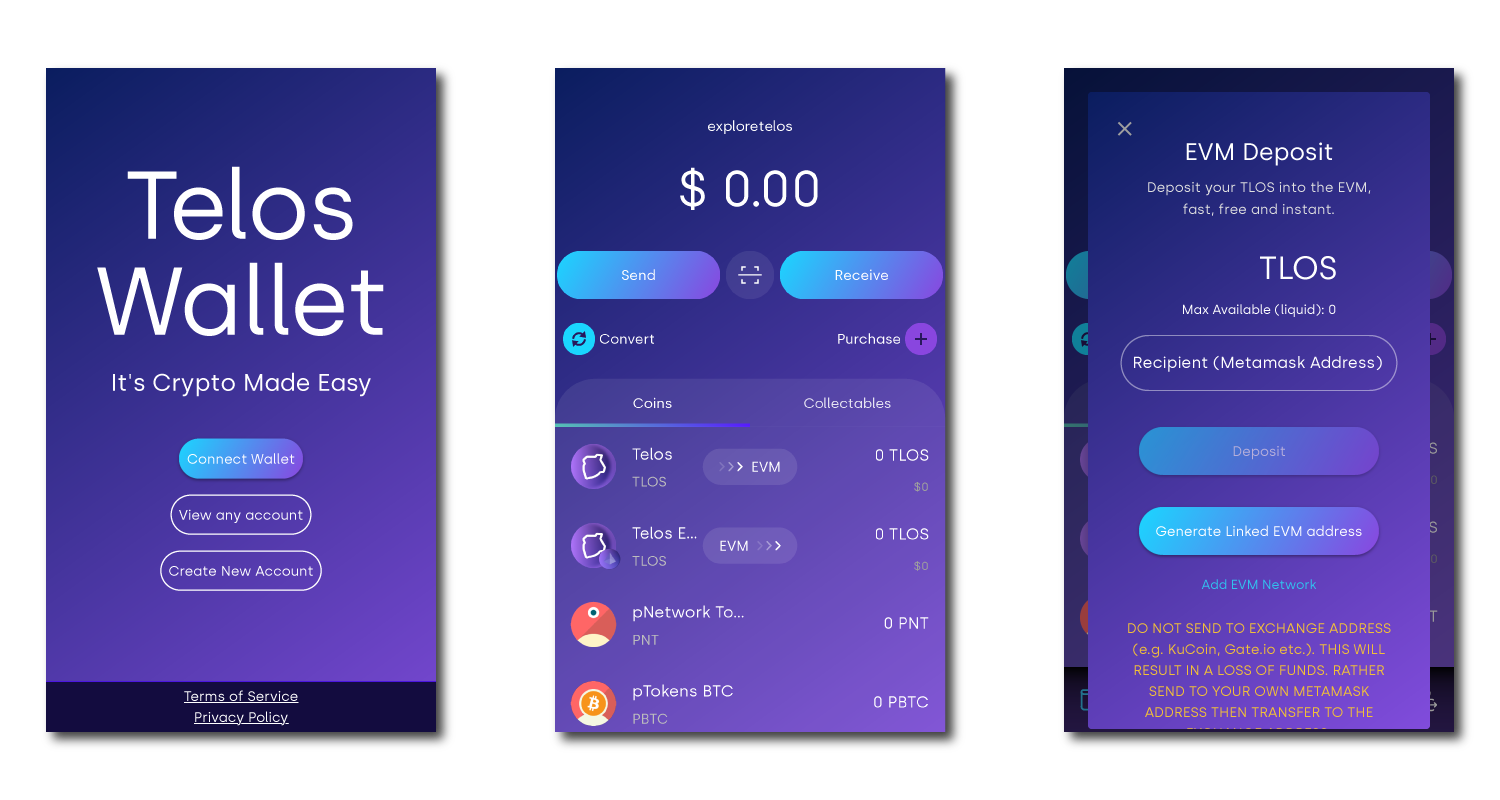 Telos
Wallet
It's Crypto Made Easy
Connect Wallet
View any account
Create New Account
Terms of Service
Privacy Policy
exploretelos
$ 0.00
Send
Receive
Convert
Purchase
Coins
Collectables
Telos
TLOS
EVM
0 TLOS
$0
Telos E...
TLOS
EVM
0 TLOS
$0
pNetwork To...
PNT
0 PNT
pTokens BTC
PBTC
0 PBTC
EVM Deposit
Deposit your TLOS into the EVM,
fast, free and instant.
TLOS
Max Available (liquid): 0
Recipient (Metamask Address)
Deposit
Generate Linked EVM address
Add EVM Network
DO NOT SEND TO EXCHANGE ADDRESS
(e.g. KuCoin, Gate.io etc.). THIS WILL
RESULT IN A LOSS OF FUNDS. RATHER
SEND TO YOUR OWN METAMASK
ADDRESS THEN TRANSFER TO THE